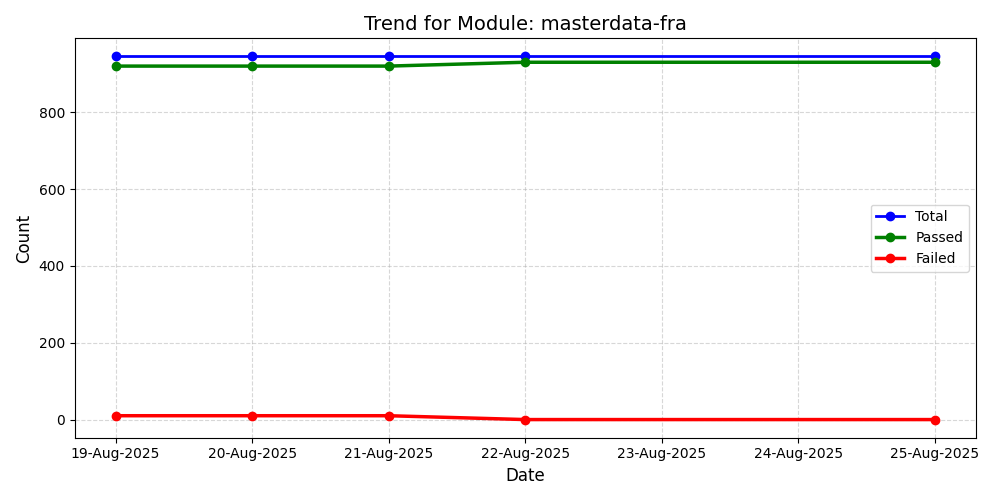 Trend for Module: masterdata-fra
Count
800
600
400
200
0
Total
Passed
Failed
19-Aug-2025 20-Aug-2025 21-Aug-2025 22-Aug-2025 23-Aug-2025 24-Aug-2025 25-Aug-2025
Date